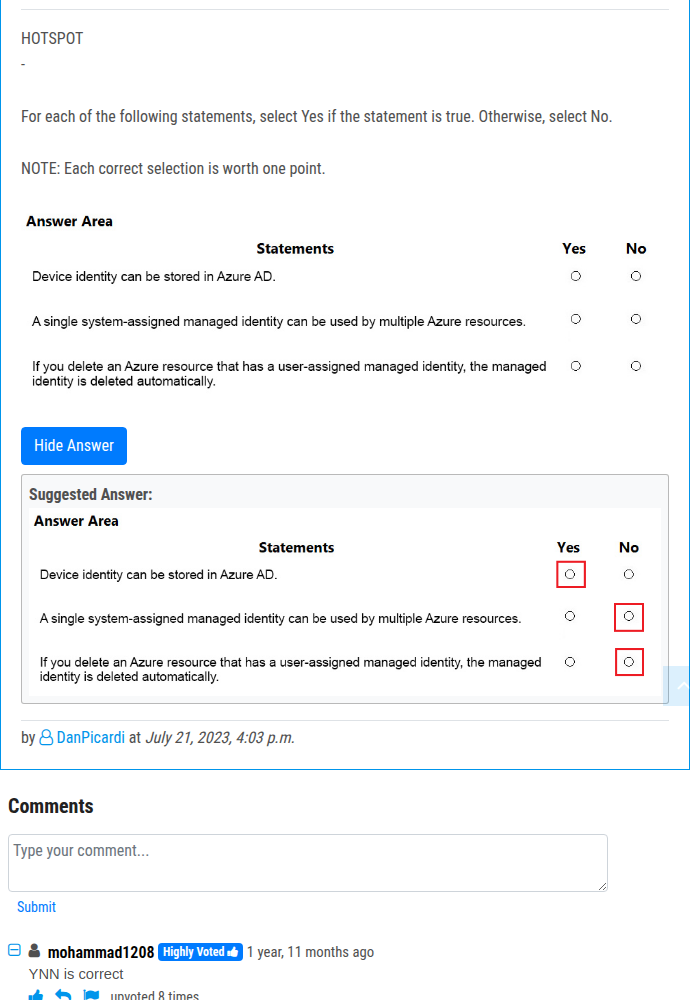 HOTSPOT
-
For each of the following statements, select Yes if the statement is true. Otherwise, select No.
NOTE: Each correct selection is worth one point.
Answer Area
Statements Yes No
Device identity can be stored in Azure AD.
A single system-assigned managed identity can be used by multiple Azure resources.
If you delete an Azure resource that has a user-assigned managed identity, the managed
identity is deleted automatically.
Hide Answer
Suggested Answer:
Answer Area
Statements Yes No
Device identity can be stored in Azure AD.
A single system-assigned managed identity can be used by multiple Azure resources.
If you delete an Azure resource that has a user-assigned managed identity, the managed
identity is deleted automatically.
by DanPicardi at July 21, 2023, 4:03 p.m.
Comments
Type your comment...
Submit
mohammad1208 Highly Voted 1 year, 11 months ago
YNN is correct
upvoted 8 times